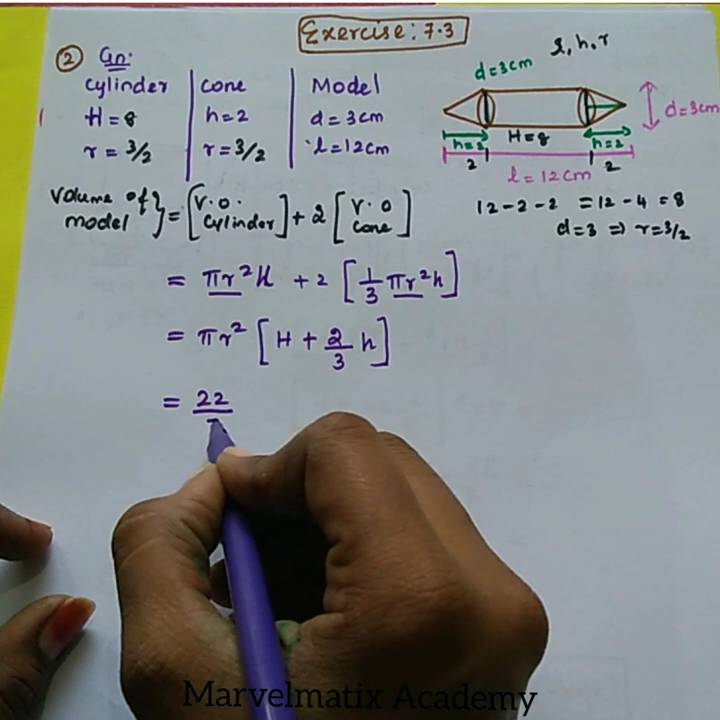 Exercise: 7.3
② Gn:
l, h, r
Cylinder | Cone | Model
H = 8 | h = 2 | d = 3cm
r = 3/2 | r = 3/2 | l = 12cm
d = 3cm
d = 3cm
H = 8
h = 2
h = 2
2
2
l = 12cm
12 - 2 - 2 = 12 - 4 = 8
d = 3 ⇒ r = 3/2
Volume of model } = [V. O. Cylinder] + 2 [V. O Cone]
= πr²H + 2 [1/3 πr²h]
= πr² [H + 2/3 h]
= 22/7
Marvelmatix Academy